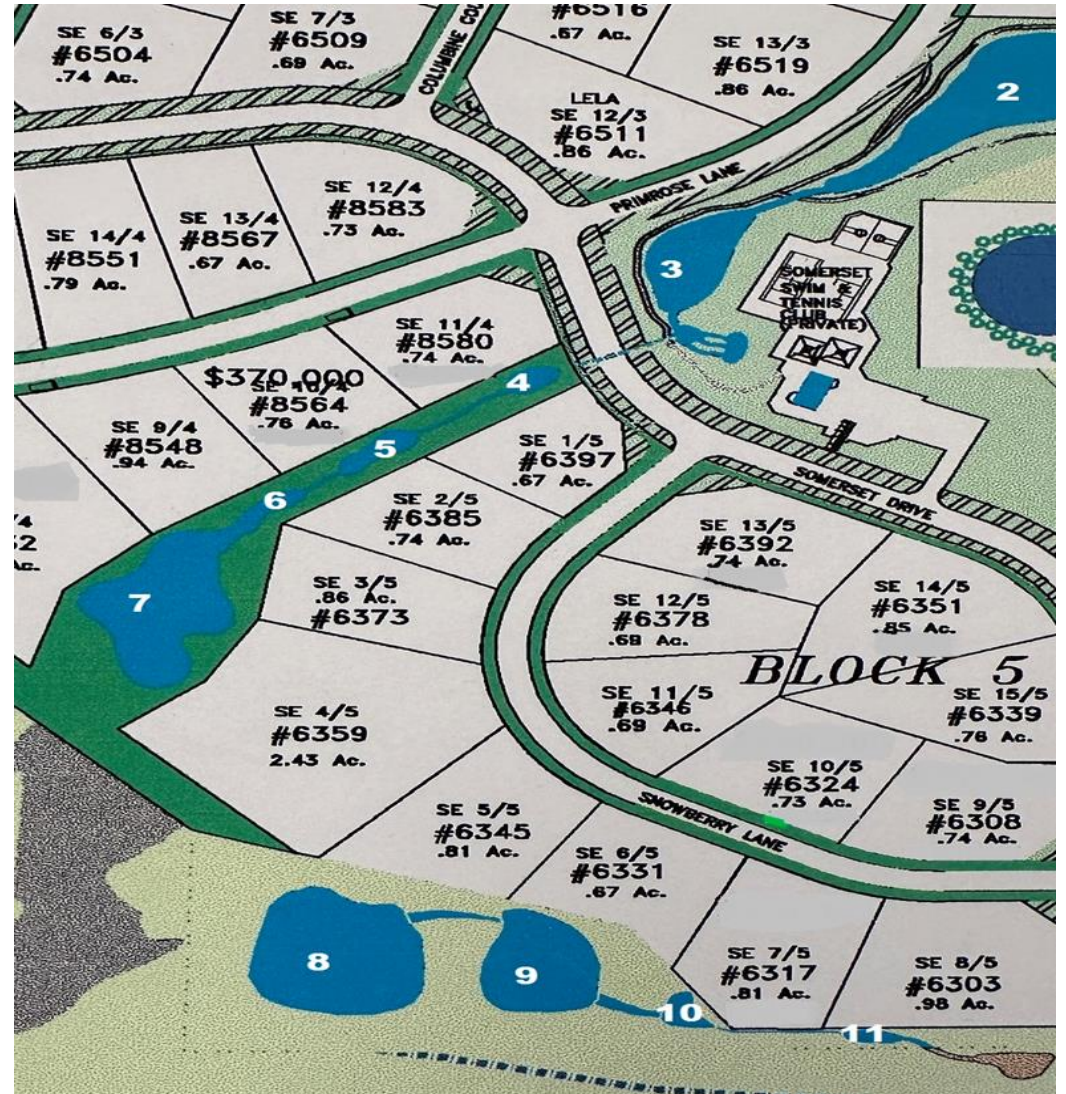 SE 6/3
#6504
.74 Ac.
SE 7/3
#6509
.69 Ac.
COLUMBINE
#6516
.67 Ac.
SE 13/3
#6519
.86 Ac.
2
LELA
SE 12/3
#6511
.86 Ac.
PRIMROSE LANE
SE 14/4
#8551
.79 Ac.
SE 13/4
#8567
.67 Ac.
SE 12/4
#8583
.73 Ac.
3
SOMERSET
SWIM &
TENNIS
CLUB
(PRIVATE)
SE 11/4
#8580
.74 Ac.
$370,000
#8564
.76 Ac.
SE 9/4
#8548
.94 Ac.
4
5
6
7
SE 1/5
#6397
.67 Ac.
SE 2/5
#6385
.74 Ac.
SE 3/5
.86 Ac.
#6373
SE 4/5
#6359
2.43 Ac.
SOMERSET DRIVE
SE 13/5
#6392
.74 Ac.
SE 14/5
#6351
.85 Ac.
SE 12/5
#6378
.68 Ac.
BLOCK 5
SE 11/5
#6346
.69 Ac.
SE 15/5
#6339
.76 Ac.
SE 10/5
#6324
.73 Ac.
SE 9/5
#6308
.74 Ac.
SNOWBERRY LANE
SE 5/5
#6345
.81 Ac.
SE 6/5
#6331
.67 Ac.
SE 7/5
#6317
.81 Ac.
SE 8/5
#6303
.98 Ac.
8
9
10
11